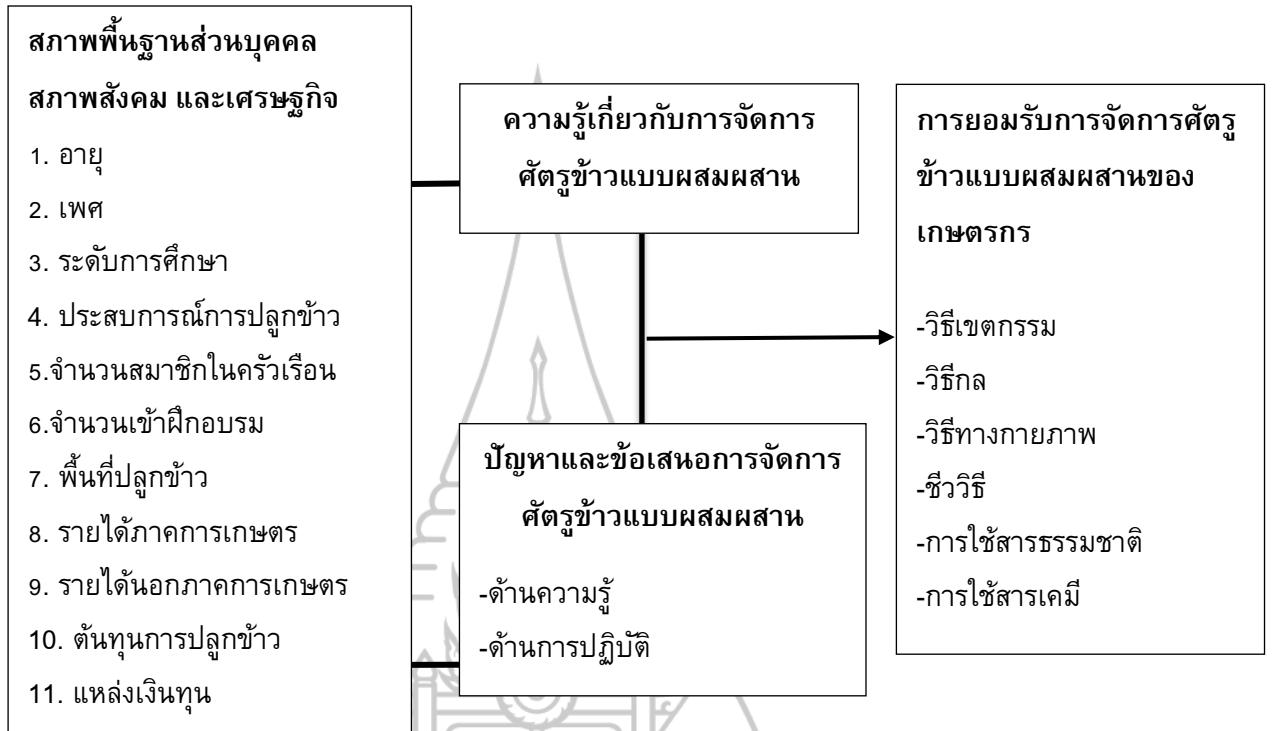 สภาพพื้นฐานส่วนบุคคล
สภาพสังคม และเศรษฐกิจ
1. อายุ
2. เพศ
3. ระดับการศึกษา
4. ประสบการณ์การปลูกข้าว
5.จำนวนสมาชิกในครัวเรือน
6.จำนวนเข้าฝึกอบรม
7. พื้นที่ปลูกข้าว
8. รายได้ภาคการเกษตร
9. รายได้นอกภาคการเกษตร
10. ต้นทุนการปลูกข้าว
11. แหล่งเงินทุน
ความรู้เกี่ยวกับการจัดการ
ศัตรูข้าวแบบผสมผสาน
ปัญหาและข้อเสนอการจัดการ
ศัตรูข้าวแบบผสมผสาน
-ด้านความรู้
-ด้านการปฏิบัติ
การยอมรับการจัดการศัตรู
ข้าวแบบผสมผสานของ
เกษตรกร
-วิธีเขตกรรม
-วิธีกล
-วิธีทางกายภาพ
-ชีววิธี
-การใช้สารธรรมชาติ
-การใช้สารเคมี